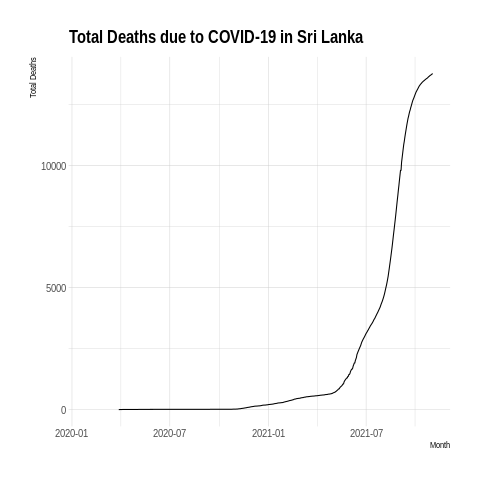 Total Deaths due to COVID-19 in Sri Lanka
Total Deaths
10000
5000
0
2020-01 2020-07 2021-01 2021-07
Month